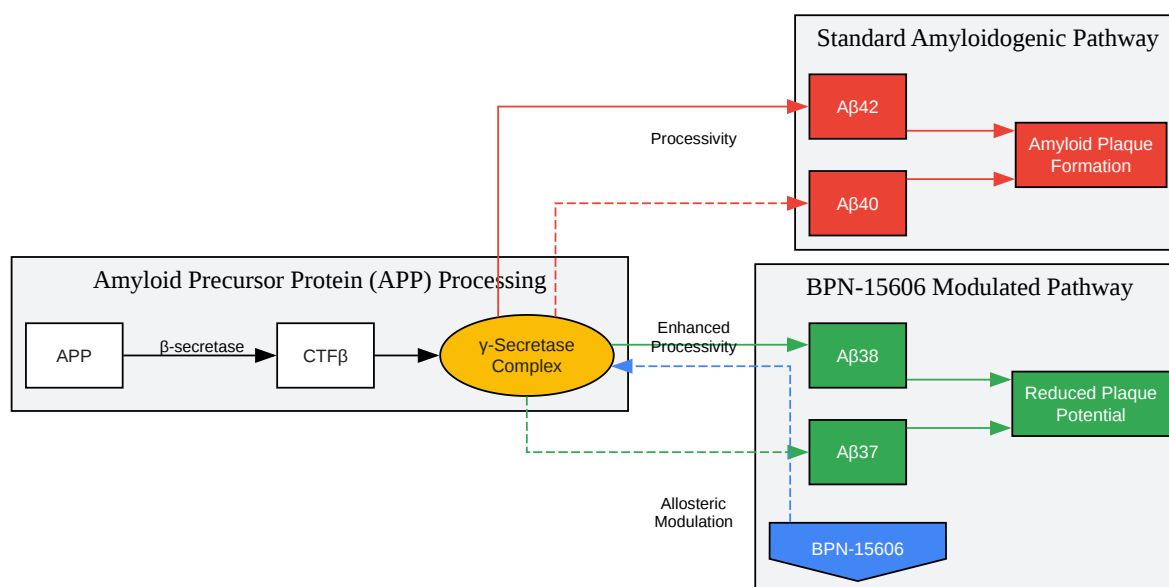 Standard Amyloidogenic Pathway
Aβ42
Processivity
Amyloid Plaque
Formation
Aβ40
Amyloid Precursor Protein (APP) Processing
APP
β-secretase
CTFβ
γ-Secretase
Complex
BPN-15606 Modulated Pathway
Enhanced
Processivity
Aβ38
Reduced Plaque
Potential
Aβ37
Allosteric
Modulation
BPN-15606